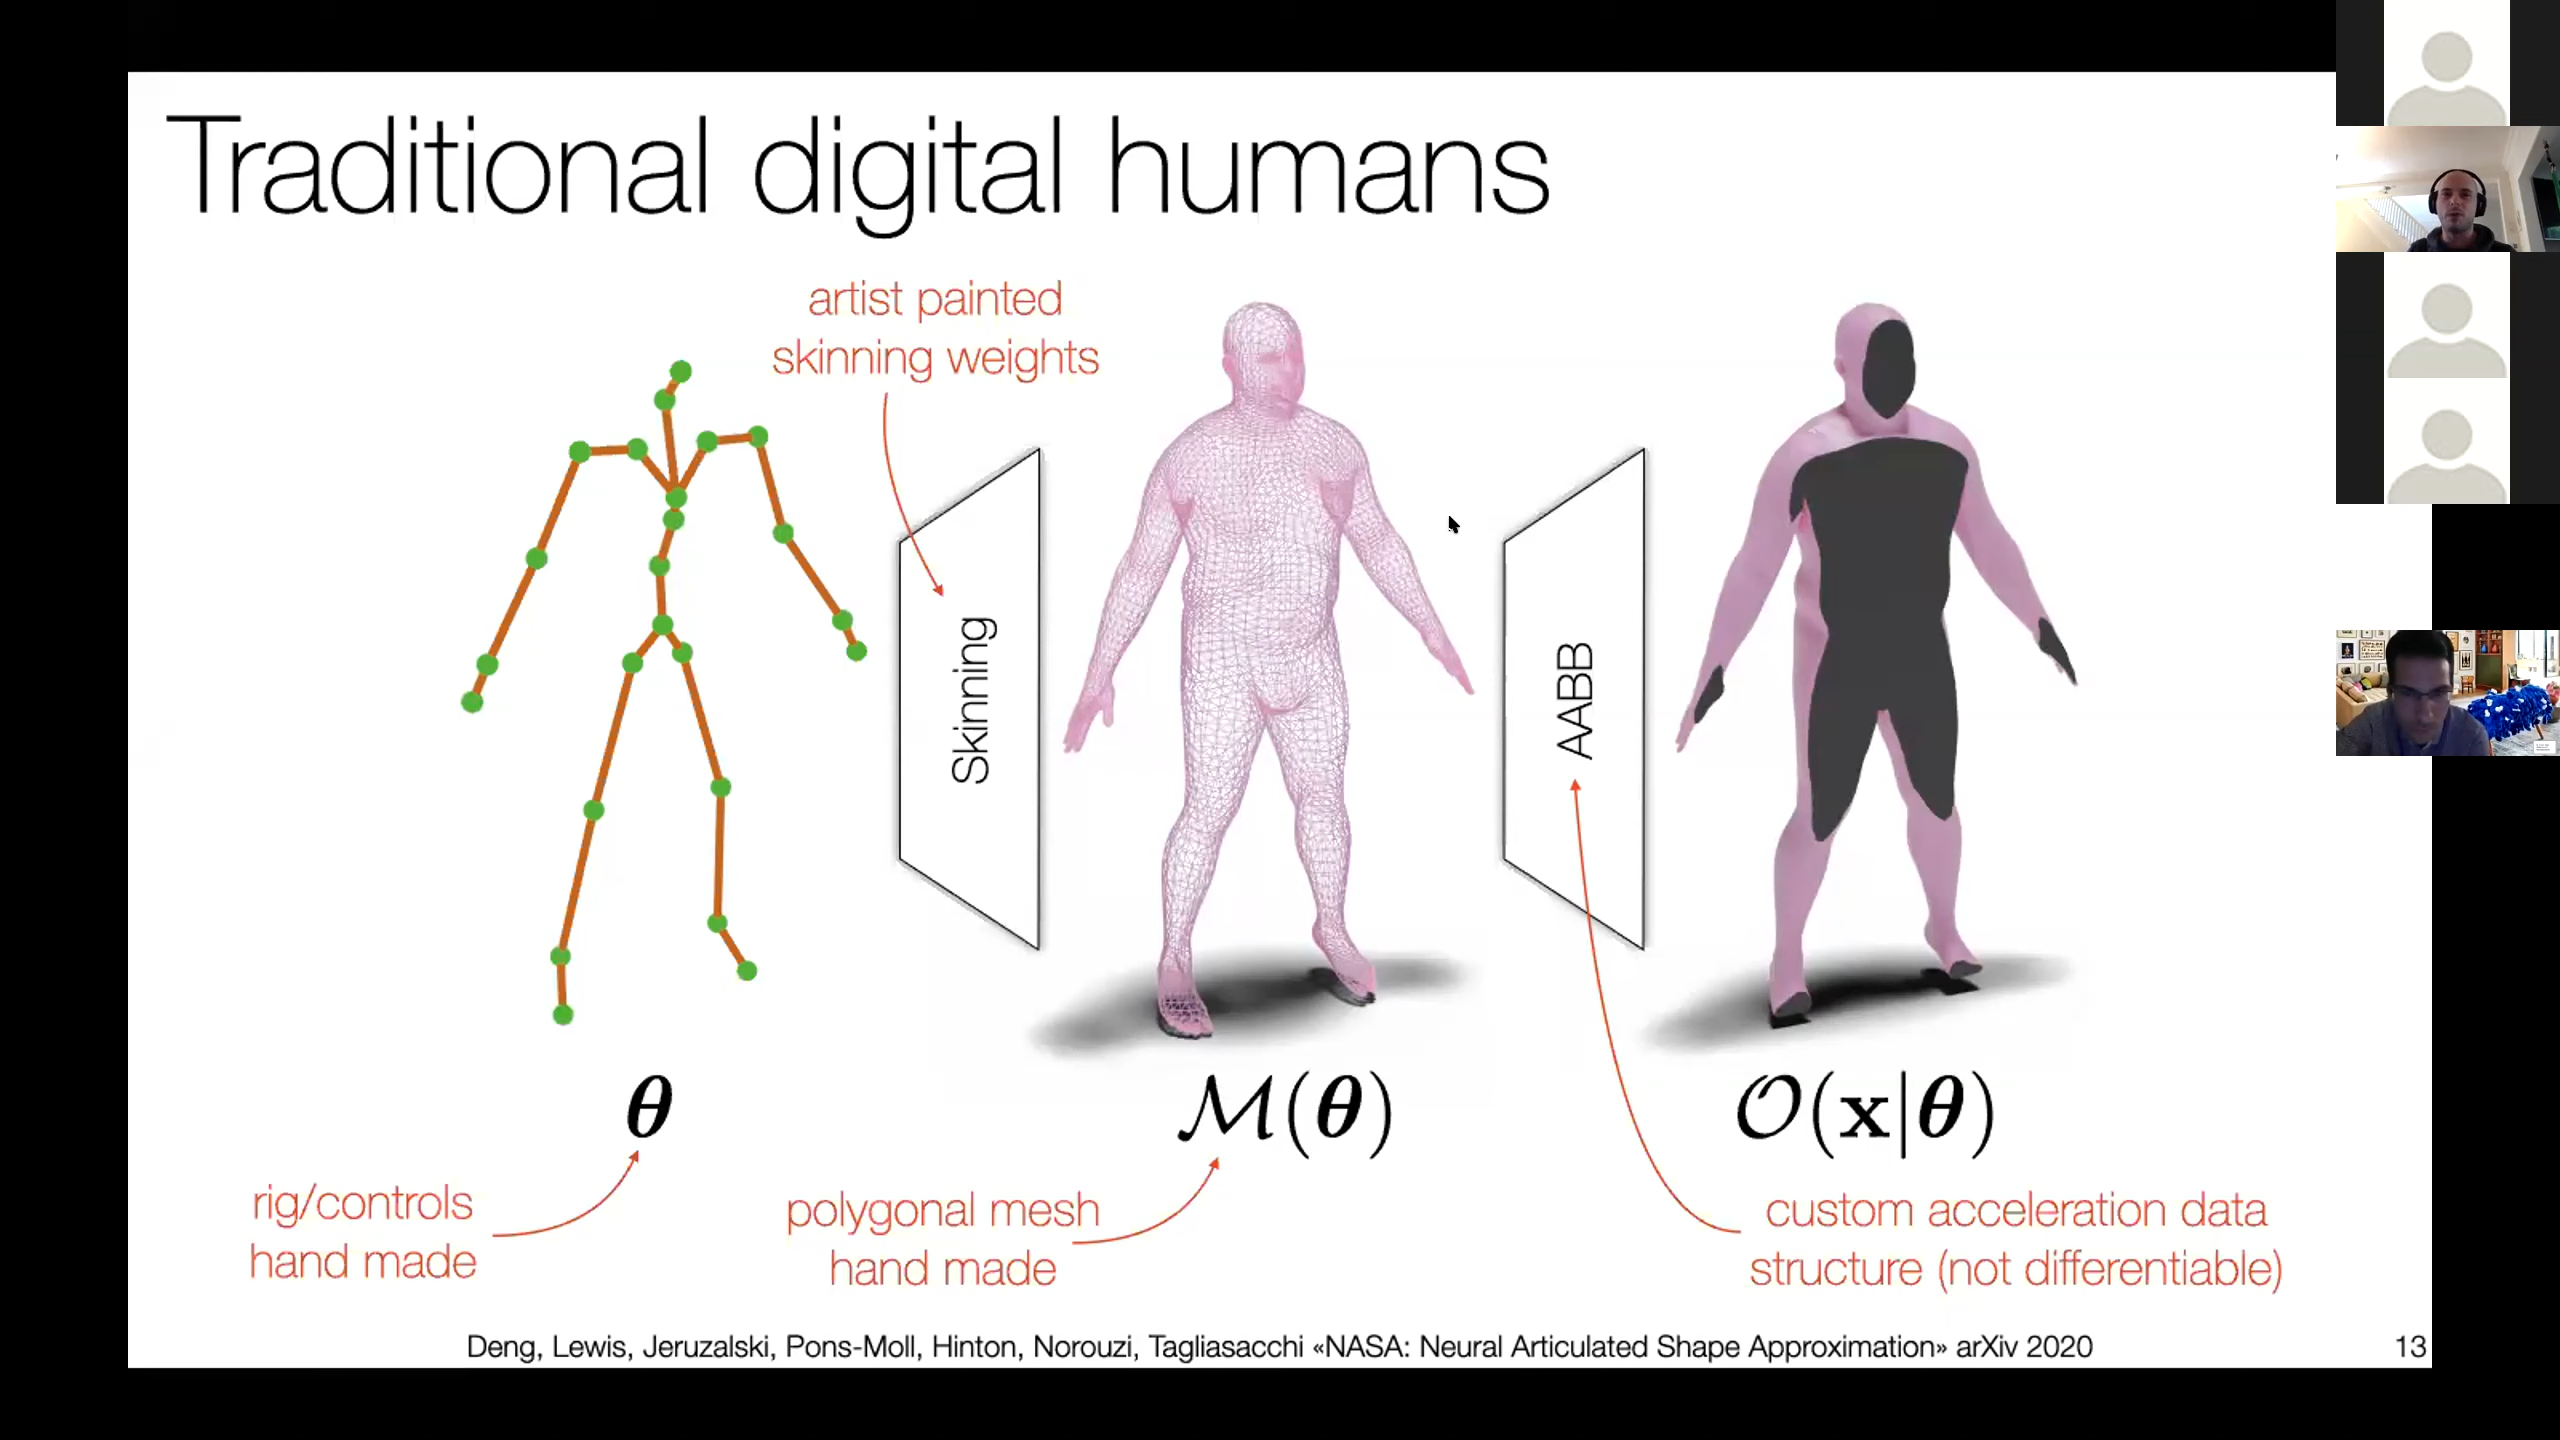 Traditional digital humans
artist painted
skinning weights
Skinning
AABB
θ
M(θ)
O(x|θ)
rig/controls
hand made
polygonal mesh
hand made
custom acceleration data
structure (not differentiable)
Deng, Lewis, Jeruzalski, Pons-Moll, Hinton, Norouzi, Tagliasacchi «NASA: Neural Articulated Shape Approximation» arXiv 2020
13